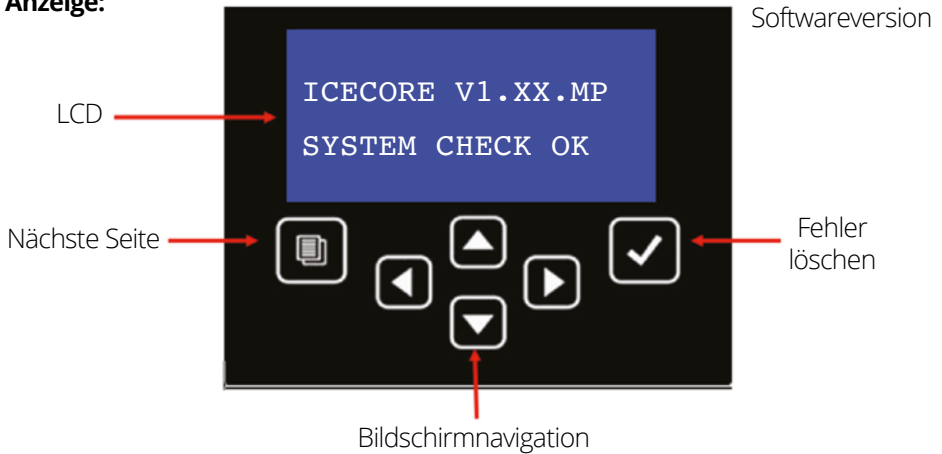 Anzeige:
Softwareversion
ICECORE V1.XX.MP
LCD
SYSTEM CHECK OK
Nächste Seite
Fehler
löschen
Bildschirmnavigation